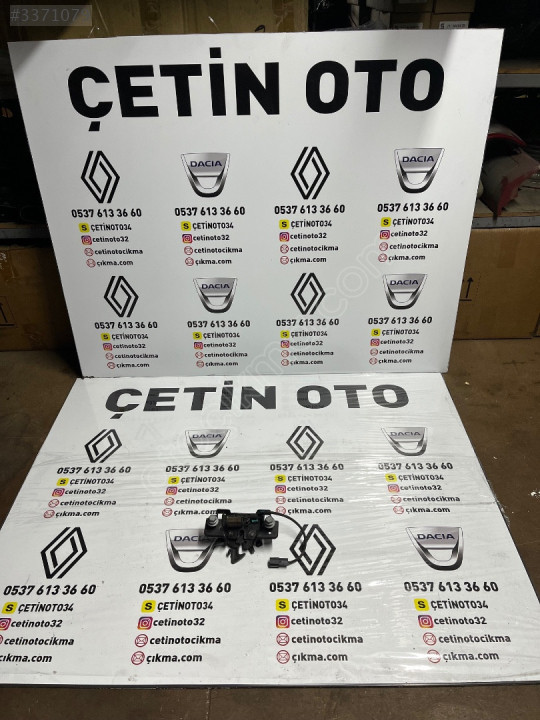 #33710
ÇETİN OTO
DACIA DACIA
0537 613 36 60 0537 613 36 60 0537 613 36 60 0537 613 36 60
S ÇETİNOTO34 S ÇETİNOTO34 S ÇETİNOTO34 S ÇETİNOTO34
cetinoto32 cetinoto32 cetinoto32 cetinoto32
cetinotocikma cetinotocikma cetinotocikma cetinotocikma
çıkma.com çıkma.com çıkma.com çıkma.com
DACIA DACIA
0537 613 36 60 0537 613 36 60 0537 613 36 60 0537 613 36 60
S ÇETİNOTO34 S ÇETİNOTO34 S ÇETİNOTO34 S ÇETİNOTO34
cetinoto32 cetinoto32 cetinoto32 cetinoto32
cetinotocikma cetinotocikma cetinotocikma cetinotocikma
çıkma.com çıkma.com çıkma.com çıkma.com
ÇETİN OTO
DACIA DACIA
0537 613 36 60 0537 613 36 60 0537 613 36 60 0537 613 36 60
S ÇETİNOTO34 S ÇETİNOTO34 S ÇETİNOTO34 S ÇETİNOTO34
cetinoto32 cetinoto32 cetinoto32 cetinoto32
cetinotocikma cetinotocikma cetinotocikma
çıkma.com çıkma.com çıkma.com
DACIA DACIA
0537 613 36 60 0537 613 36 60 0537 613 36 60 0537 613 36 60
S ÇETİNOTO34 S ÇETİNOTO34 S ÇETİNOTO34 S ÇETİNOTO34
cetinoto32 cetinoto32 cetinoto32 cetinoto32
cetinotocikma cetinotocikma cetinotocikma cetinotocikma
çıkma.com çıkma.com çıkma.com çıkma.com